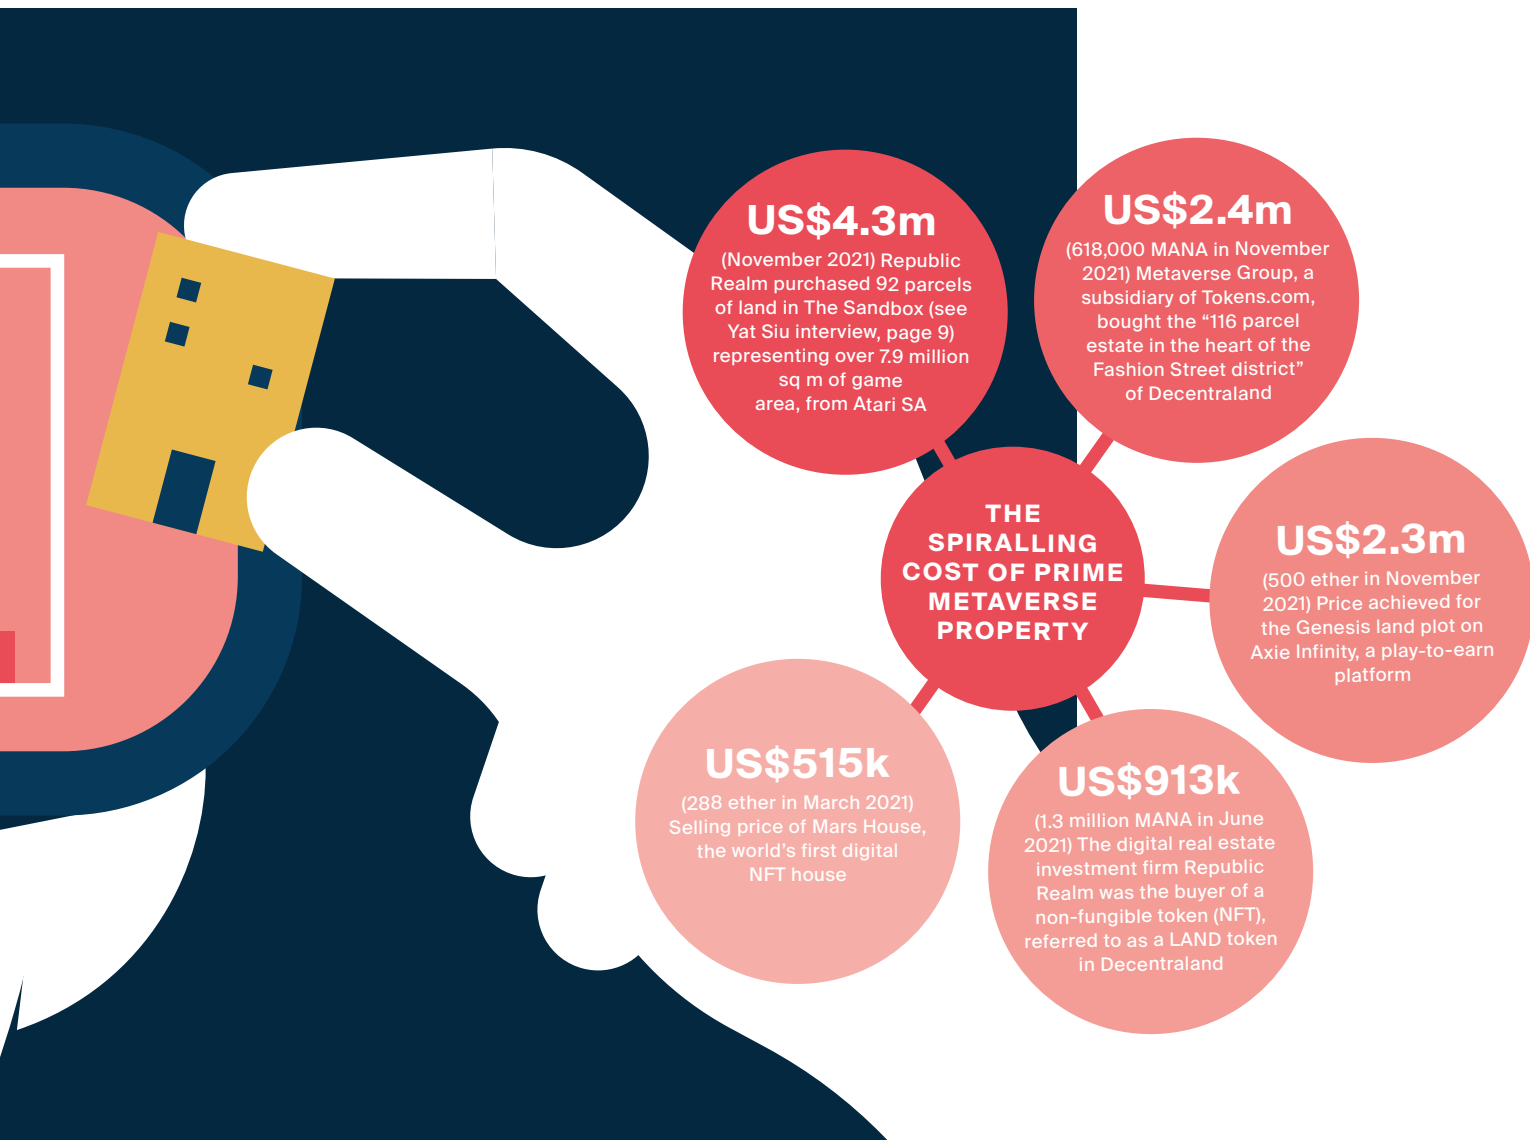 US$4.3m
(November 2021) Republic
Realm purchased 92 parcels
of land in The Sandbox (see
Yat Siu interview, page 9)
representing over 7.9 million
sq m of game
area, from Atari SA
US$2.4m
(618,000 MANA in November
2021) Metaverse Group, a
subsidiary of Tokens.com,
bought the “116 parcel
estate in the heart of the
Fashion Street district”
of Decentraland
THE
SPIRALLING
COST OF PRIME
METAVERSE
PROPERTY
US$2.3m
(500 ether in November
2021) Price achieved for
the Genesis land plot on
Axie Infinity, a play-to-earn
platform
US$515k
(288 ether in March 2021)
Selling price of Mars House,
the world’s first digital
NFT house
US$913k
(1.3 million MANA in June
2021) The digital real estate
investment firm Republic
Realm was the buyer of a
non-fungible token (NFT),
referred to as a LAND token
in Decentraland